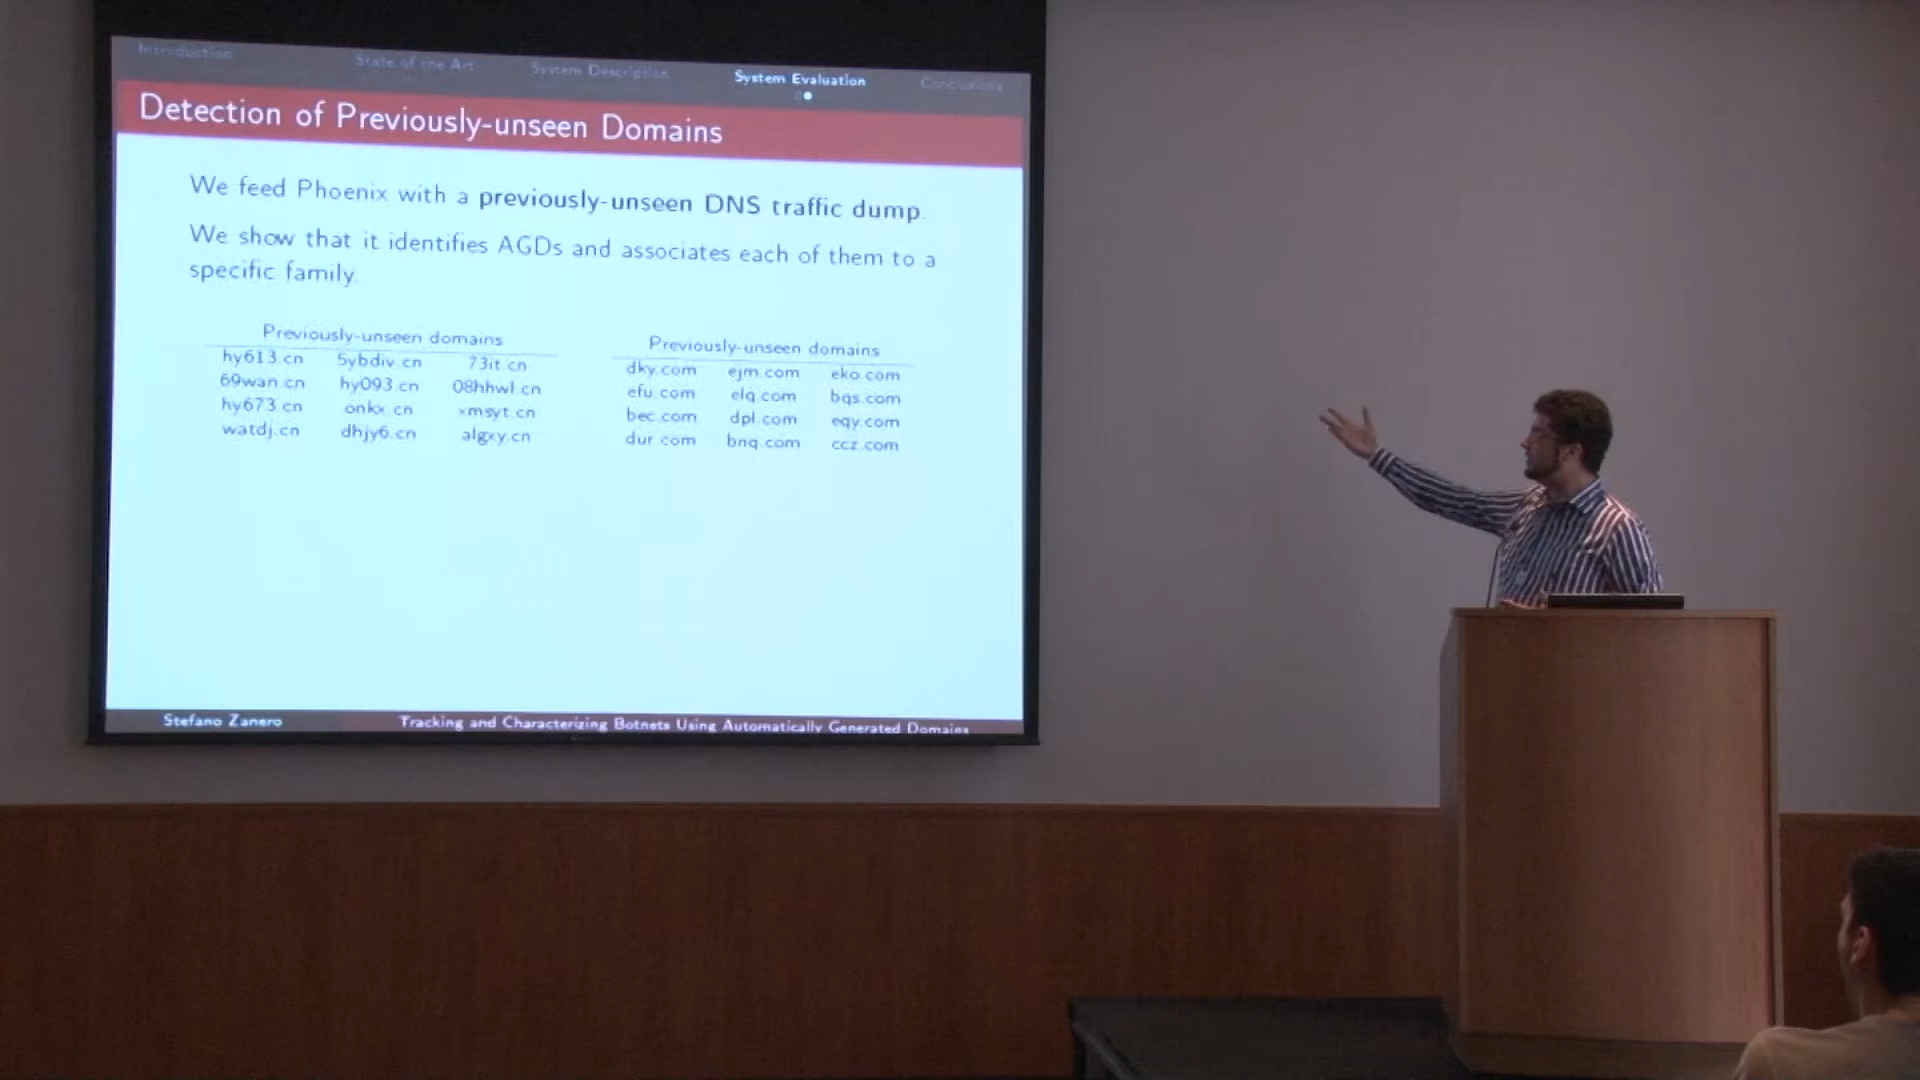 Introduction State of the Art System Description System Evaluation Conclusions
Detection of Previously-unseen Domains
We feed Phoenix with a previously-unseen DNS traffic dump.
We show that it identifies AGDs and associates each of them to a
specific family.
Previously-unseen domains
hy613.cn 5ybdiv.cn 73it.cn
69wan.cn hy093.cn 08hhwl.cn
hy673.cn onkx.cn xmsyt.cn
watdj.cn dhjy6.cn algxy.cn
Previously-unseen domains
dky.com ejm.com eko.com
efu.com elq.com bqs.com
bec.com dpl.com eqy.com
dur.com bnq.com ccz.com
Stefano Zanero Tracking and Characterizing Botnets Using Automatically Generated Domains